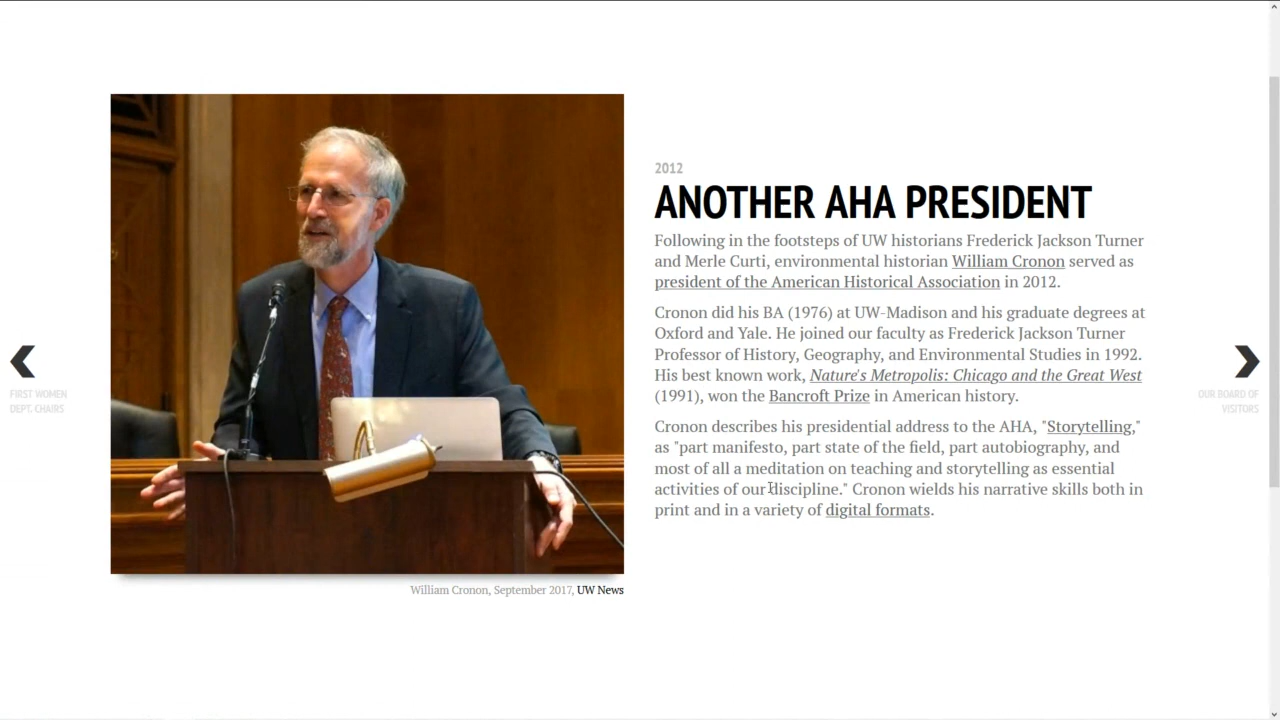 2012
ANOTHER AHA PRESIDENT
Following in the footsteps of UW historians Frederick Jackson Turner
and Merle Curti, environmental historian William Cronon served as
president of the American Historical Association in 2012.
Cronon did his BA (1976) at UW-Madison and his graduate degrees at
Oxford and Yale. He joined our faculty as Frederick Jackson Turner
Professor of History, Geography, and Environmental Studies in 1992.
His best known work, Nature's Metropolis: Chicago and the Great West
(1991), won the Bancroft Prize in American history.
Cronon describes his presidential address to the AHA, "Storytelling,"
as "part manifesto, part state of the field, part autobiography, and
most of all a meditation on teaching and storytelling as essential
activities of our discipline." Cronon wields his narrative skills both in
print and in a variety of digital formats.
William Cronon, September 2017, UW News
FIRST WOMEN
DEPT. CHAIRS
OUR BOARD OF
VISITORS